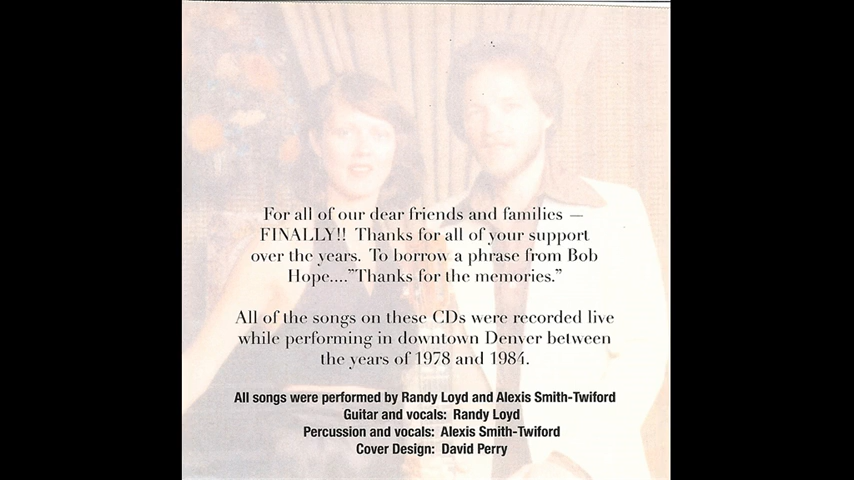 For all of our dear friends and families —
FINALLY!! Thanks for all of your support
over the years. To borrow a phrase from Bob
Hope....”Thanks for the memories.”
All of the songs on these CDs were recorded live
while performing in downtown Denver between
the years of 1978 and 1984.
All songs were performed by Randy Loyd and Alexis Smith-Twiford
Guitar and vocals: Randy Loyd
Percussion and vocals: Alexis Smith-Twiford
Cover Design: David Perry